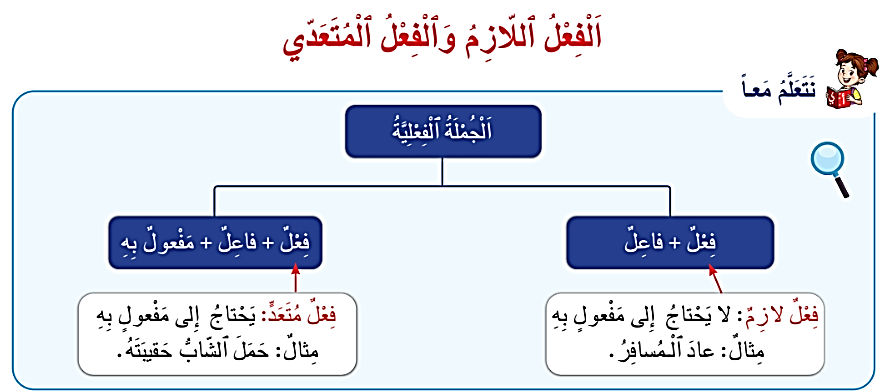 اَلْفِعْلُ ٱللّازِمُ وَٱلْفِعْلُ ٱلْمُتَعَدّي
نَتَعَلَّمُ مَعاً
اَلْجُمْلَةُ ٱلْفِعْلِيَّةُ
فِعْلٌ + فاعِلٌ
فِعْلٌ + فاعِلٌ + مَفْعولٌ بِهِ
فِعْلٌ لازِمٌ: لا يَحْتاجُ إِلى مَفْعولٍ بِهِ
مِثالٌ: عادَ ٱلْمُسافِرُ.
فِعْلٌ مُتَعَدٍّ: يَحْتاجُ إِلى مَفْعولٍ بِهِ
مِثالٌ: حَمَلَ ٱلشّابُّ حَقيبَتَهُ.